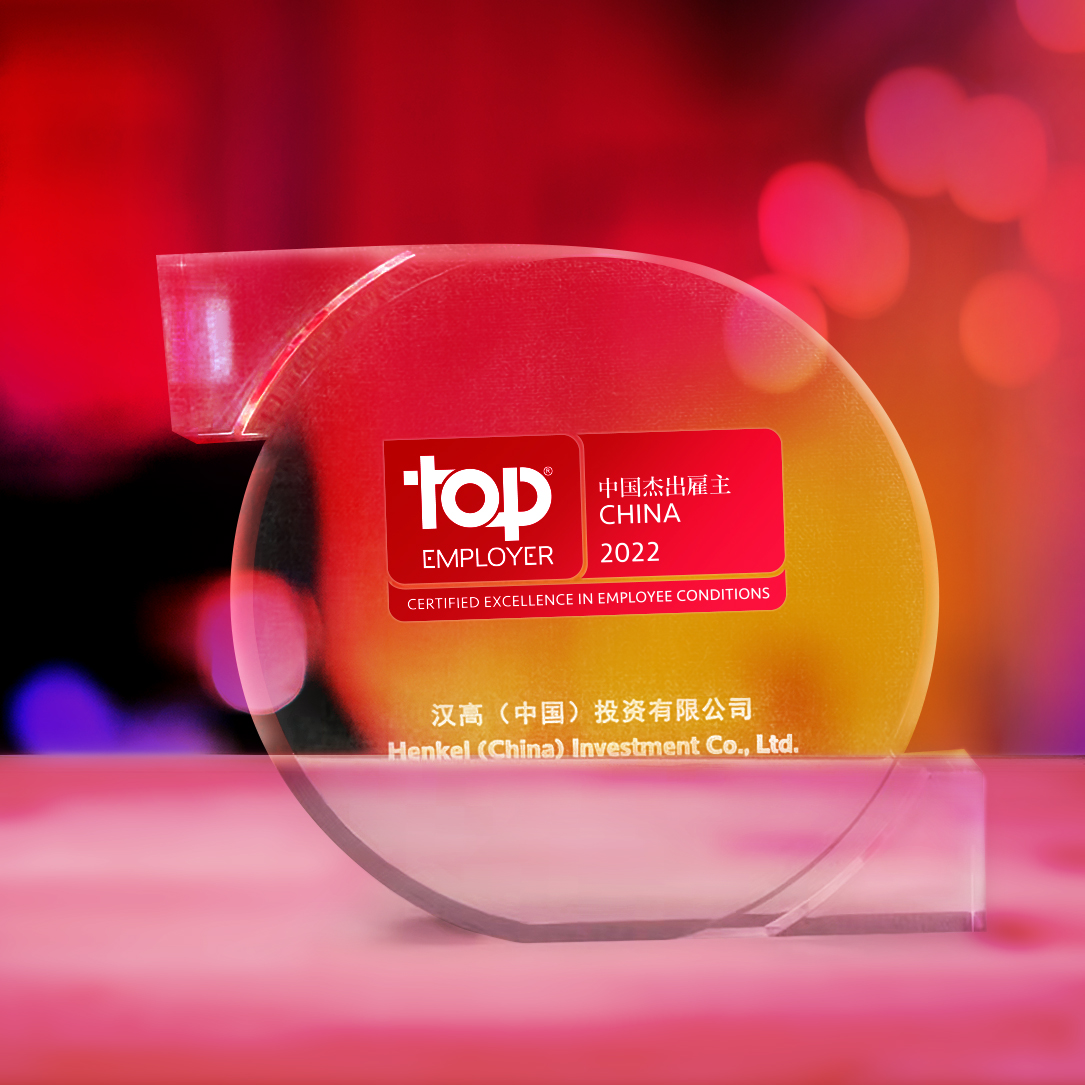 top®
EMPLOYER
中国杰出雇主
CHINA
2022
CERTIFIED EXCELLENCE IN EMPLOYEE CONDITIONS
汉高（中国）投资有限公司
Henkel (China) Investment Co., Ltd.